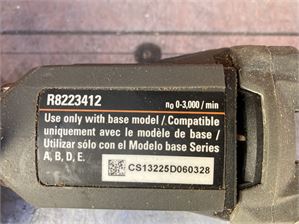 R8223412 n₀ 0-3,000 / min
Use only with base model / Compatible
uniquement avec le modèle de base /
Utilizar sólo con el Modelo base Series
A, B, D, E.
CS13225D060328